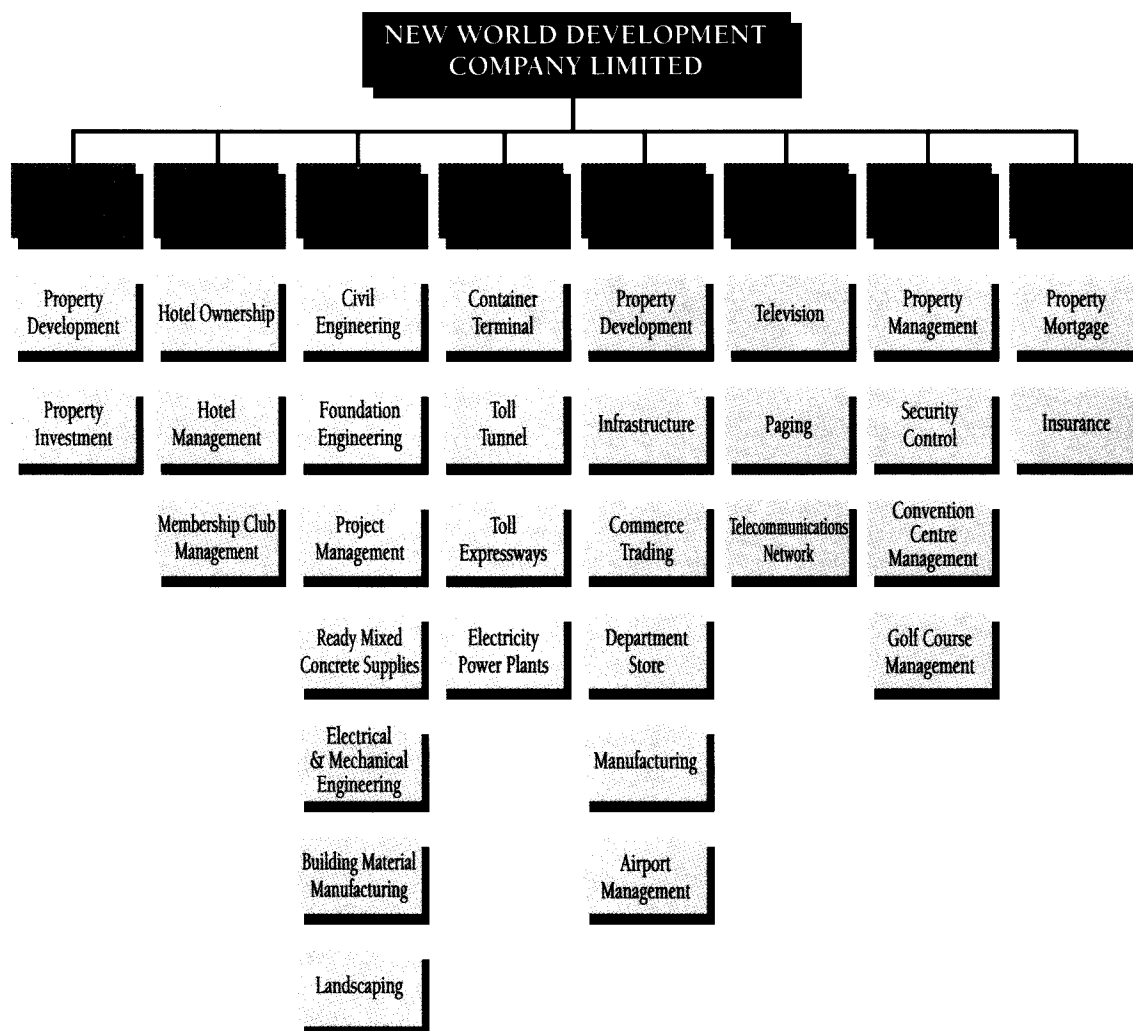 NEW WORLD DEVELOPMENT
COMPANY LIMITED
Property
Development
Hotel Ownership
Civil
Engineering
Container
Terminal
Property
Development
Television
Property
Management
Property
Mortgage
Property
Investment
Hotel
Management
Foundation
Engineering
Toll
Tunnel
Infrastructure
Paging
Security
Control
Insurance
Membership Club
Management
Project
Management
Toll
Expressways
Commerce
Trading
Telecommunications
Network
Convention
Centre
Management
Ready Mixed
Concrete Supplies
Electricity
Power Plants
Department
Store
Golf Course
Management
Electrical
& Mechanical
Engineering
Manufacturing
Building Material
Manufacturing
Airport
Management
Landscaping